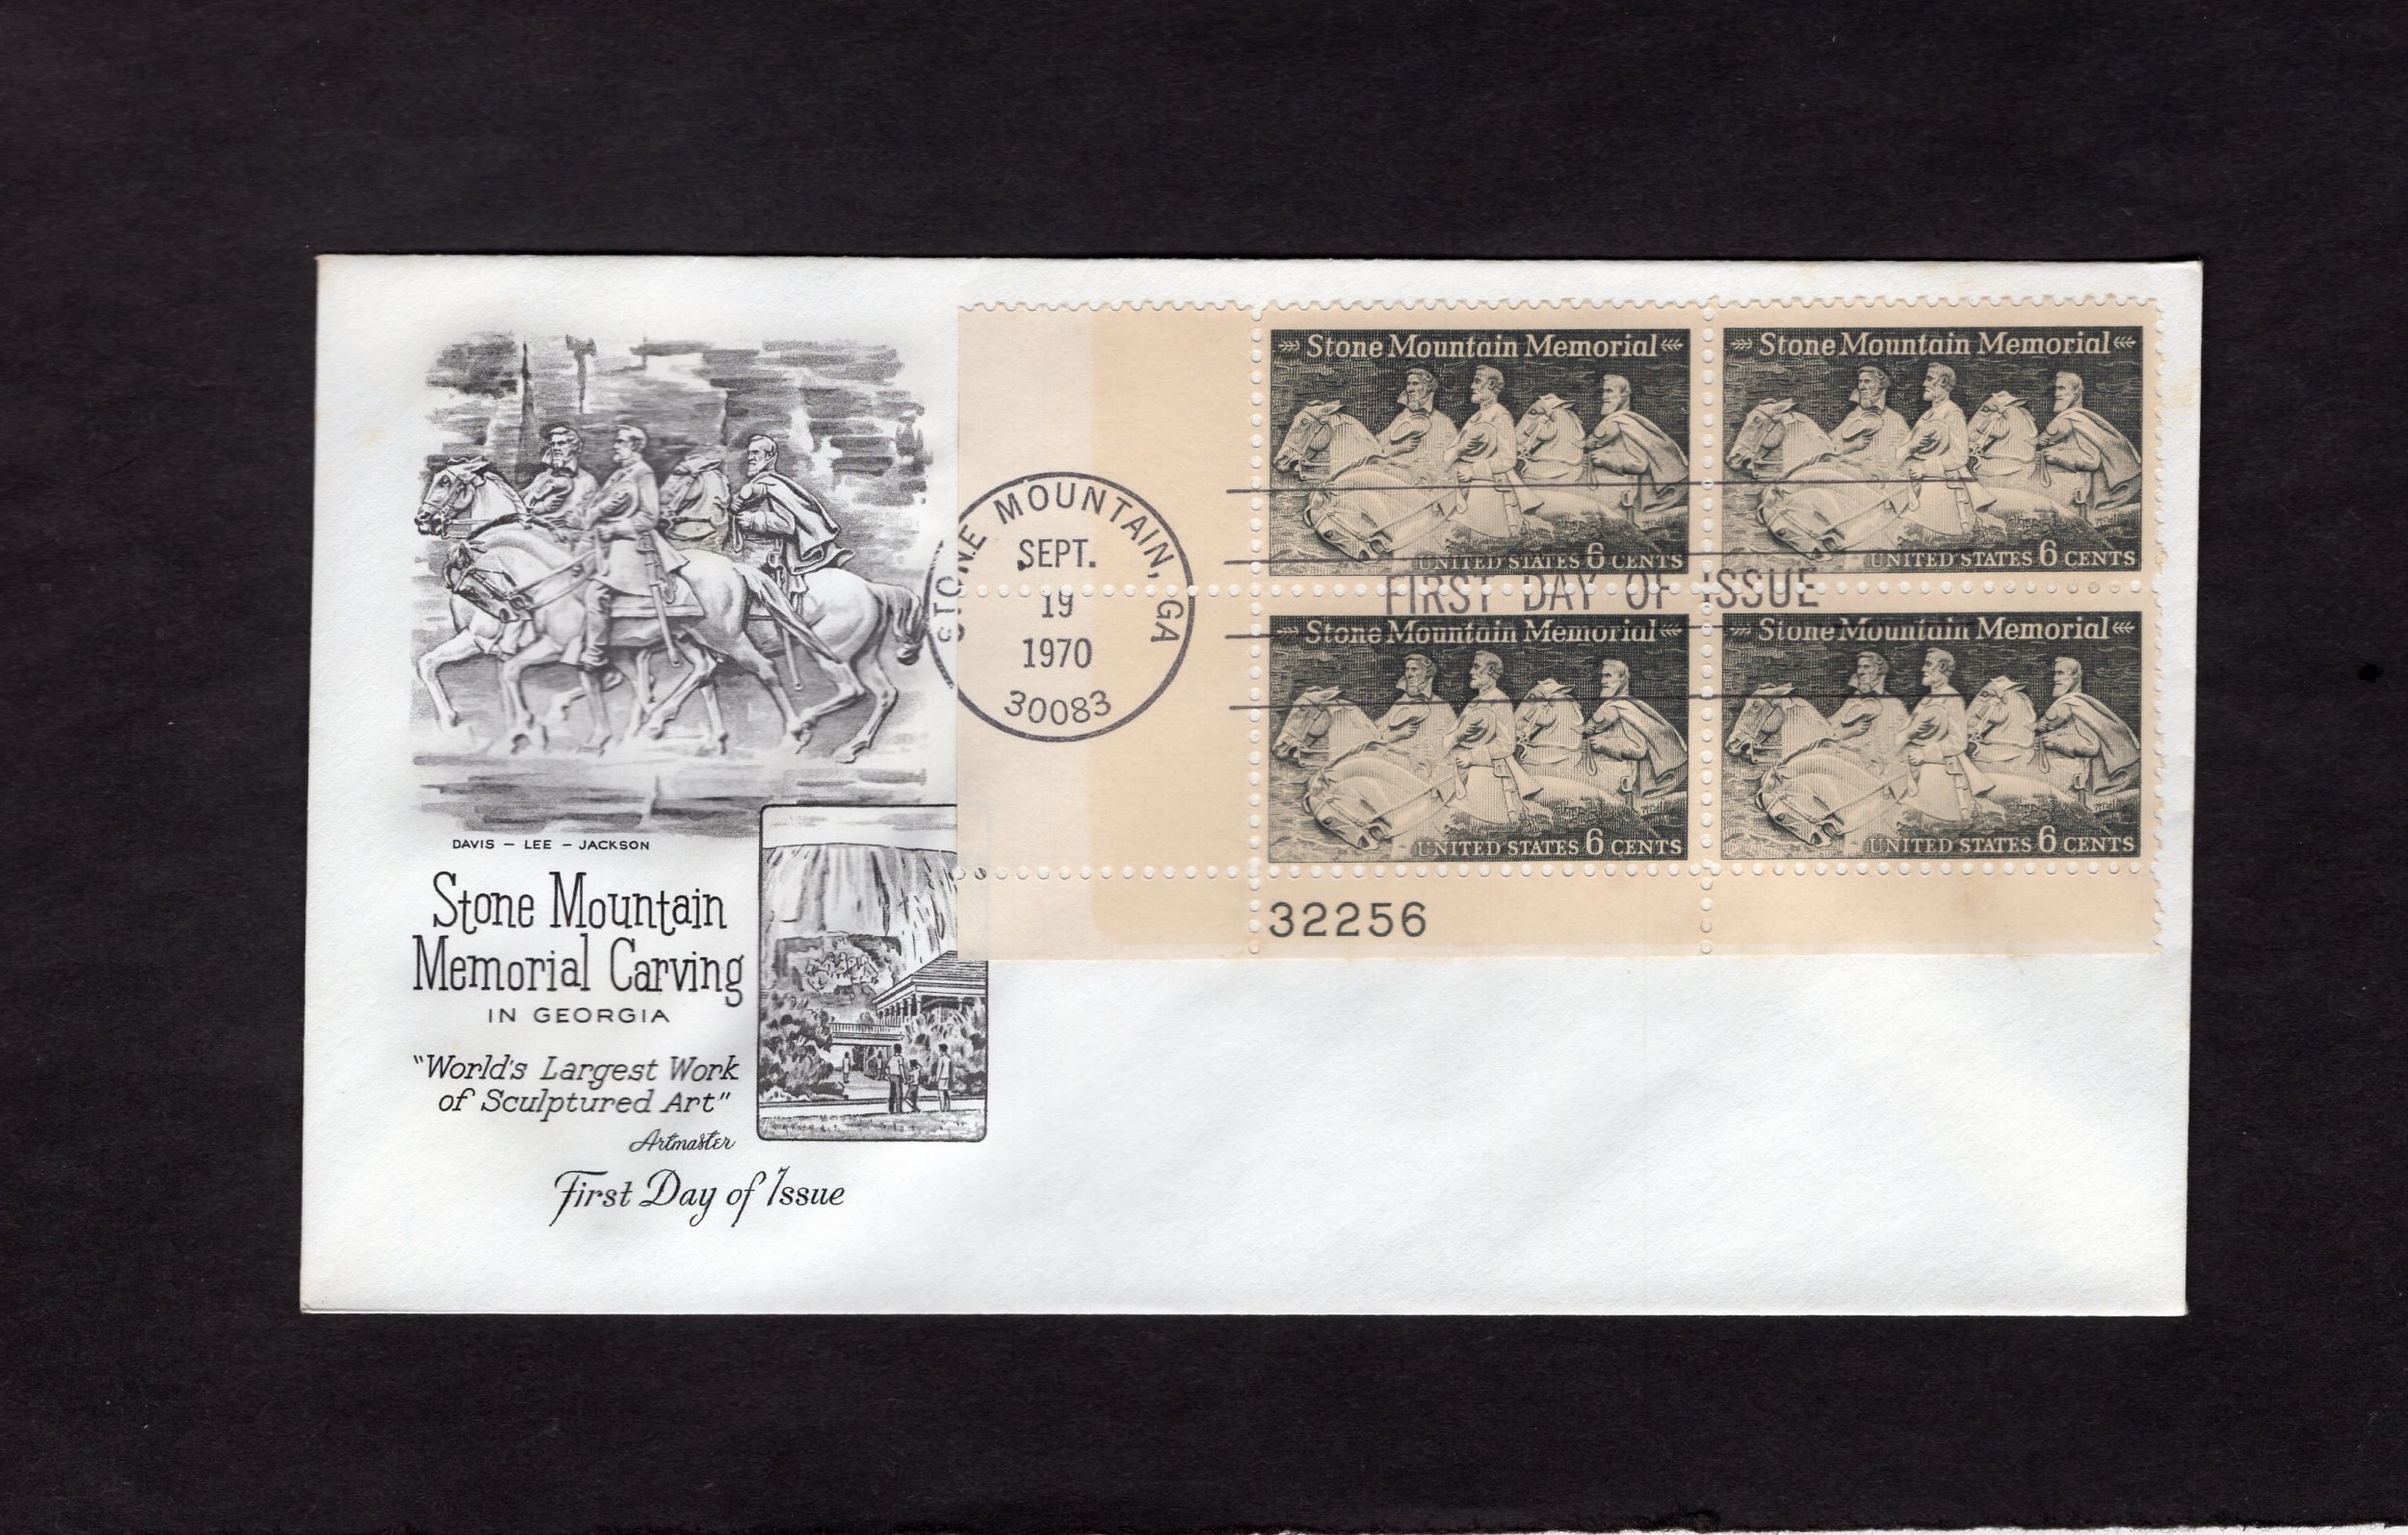 DAVIS – LEE – JACKSON
Stone Mountain
Memorial Carving
IN GEORGIA
"World's Largest Work
of Sculptured Art"
Artmaster
First Day of Issue
STONE MOUNTAIN, GA
SEPT.
19
1970
30083
FIRST DAY OF ISSUE
Stone Mountain Memorial
UNITED STATES 6 CENTS
Stone Mountain Memorial
UNITED STATES 6 CENTS
Stone Mountain Memorial
UNITED STATES 6 CENTS
Stone Mountain Memorial
UNITED STATES 6 CENTS
32256